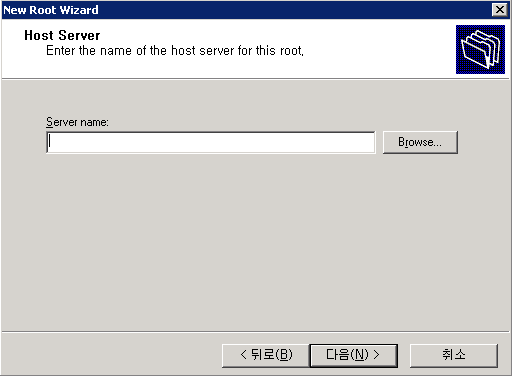 New Root Wizard
Host Server
Enter the name of the host server for this root.
Server name:
Browse...
< 뒤로(B)
다음(N) >
취소